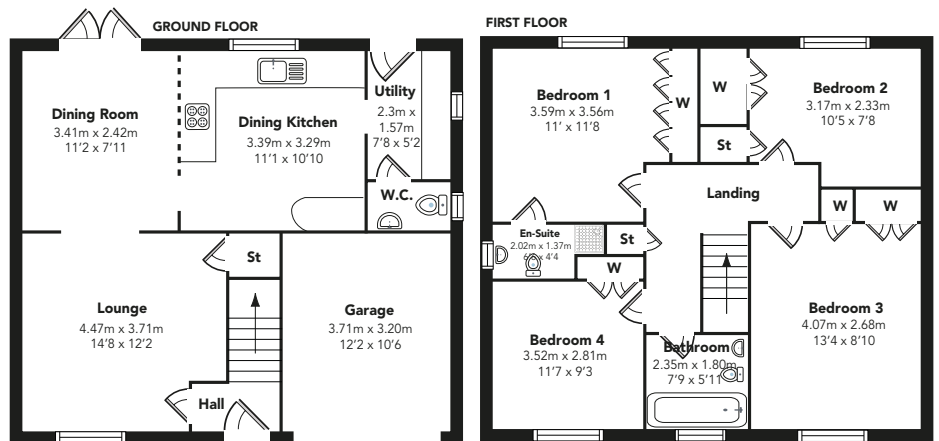 GROUND FLOOR
Dining Room
3.41m x 2.42m
11'2 x 7'11
Dining Kitchen
3.39m x 3.29m
11'1 x 10'10
Utility
2.3m x
1.57m
7'8 x 5'2
W.C.
St
Lounge
4.47m x 3.71m
14'8 x 12'2
Garage
3.71m x 3.20m
12'2 x 10'6
Hall
FIRST FLOOR
Bedroom 1
3.59m x 3.56m
11' x 11'8
W
W
St
Bedroom 2
3.17m x 2.33m
10'5 x 7'8
Landing
W
W
En-Suite
2.02m x 1.37m
x 4'4
St
W
Bedroom 3
4.07m x 2.68m
13'4 x 8'10
Bedroom 4
3.52m x 2.81m
11'7 x 9'3
Bathroom
2.35m x 1.80m
7'9 x 5'11